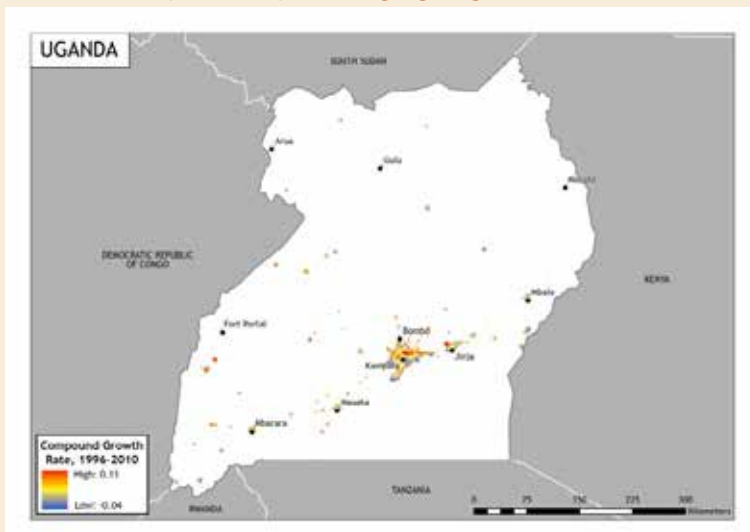 UGANDA
SOUTH SUDAN
Arua
Gulu
DEMOCRATIC REPUBLIC
OF CONGO
KENYA
Mbale
Fort Portal
Bombo
Kampala
Jinja
Masaka
Mbarara
Compound Growth
Rate, 1996-2010
High: 0.11
Low: -0.04
TANZANIA
RWANDA
0 75 150 225 300
Kilometers